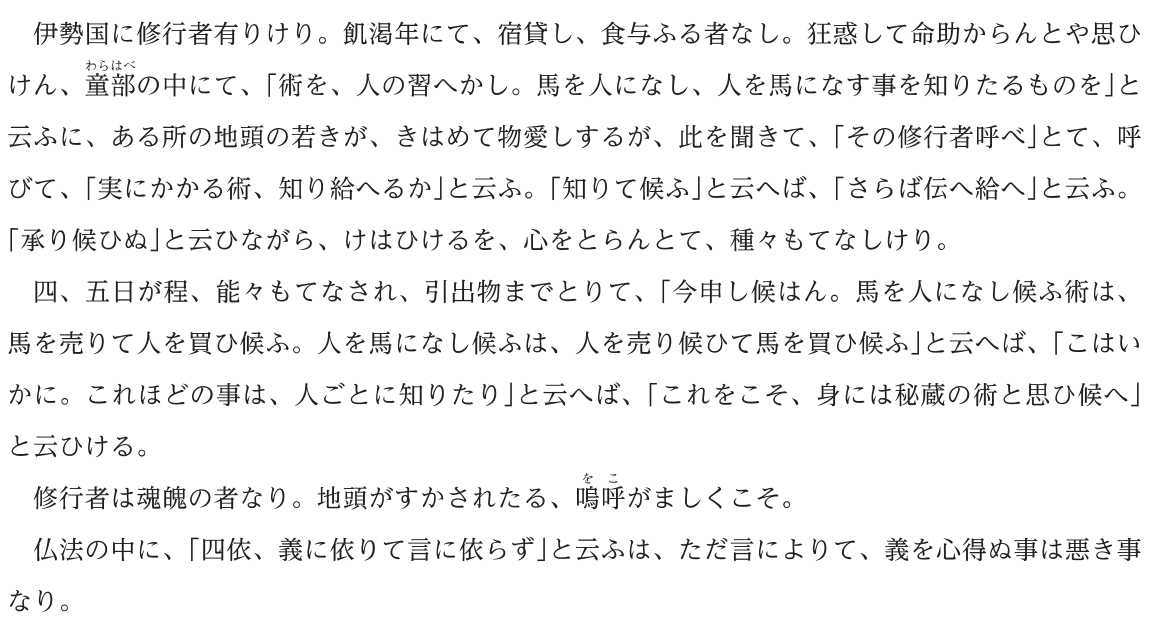 伊勢国に修行者有りけり。飢渇年にて、宿貸し、食与ふる者なし。狂惑して命助からんとや思ひ
けん、童部の中にて、「術を、人の習へかし。馬を人になし、人を馬になす事を知りたるものを」と
云ふに、ある所の地頭の若きが、きはめて物愛しするが、此を聞きて、「その修行者呼べ」とて、呼
びて、「実にかかる術、知り給へるか」と云ふ。「知りて候ふ」と云へば、「さらば伝へ給へ」と云ふ。
「承り候ひぬ」と云ひながら、けはひけるを、心をとらんとて、種々もてなしけり。
　四、五日が程、能々もてなされ、引出物までとりて、「今申し候はん。馬を人になし候ふ術は、
馬を売りて人を買ひ候ふ。人を馬になし候ふは、人を売り候ひて馬を買ひ候ふ」と云へば、「こはい
かに。これほどの事は、人ごとに知りたり」と云へば、「これをこそ、身には秘蔵の術と思ひ候へ」
と云ひける。
　修行者は魂魄の者なり。地頭がすかされたる、嗚呼がましくこそ。
　仏法の中に、「四依、義に依りて言に依らず」と云ふは、ただ言によりて、義を心得ぬ事は悪き事
なり。
わらはべ
をこ